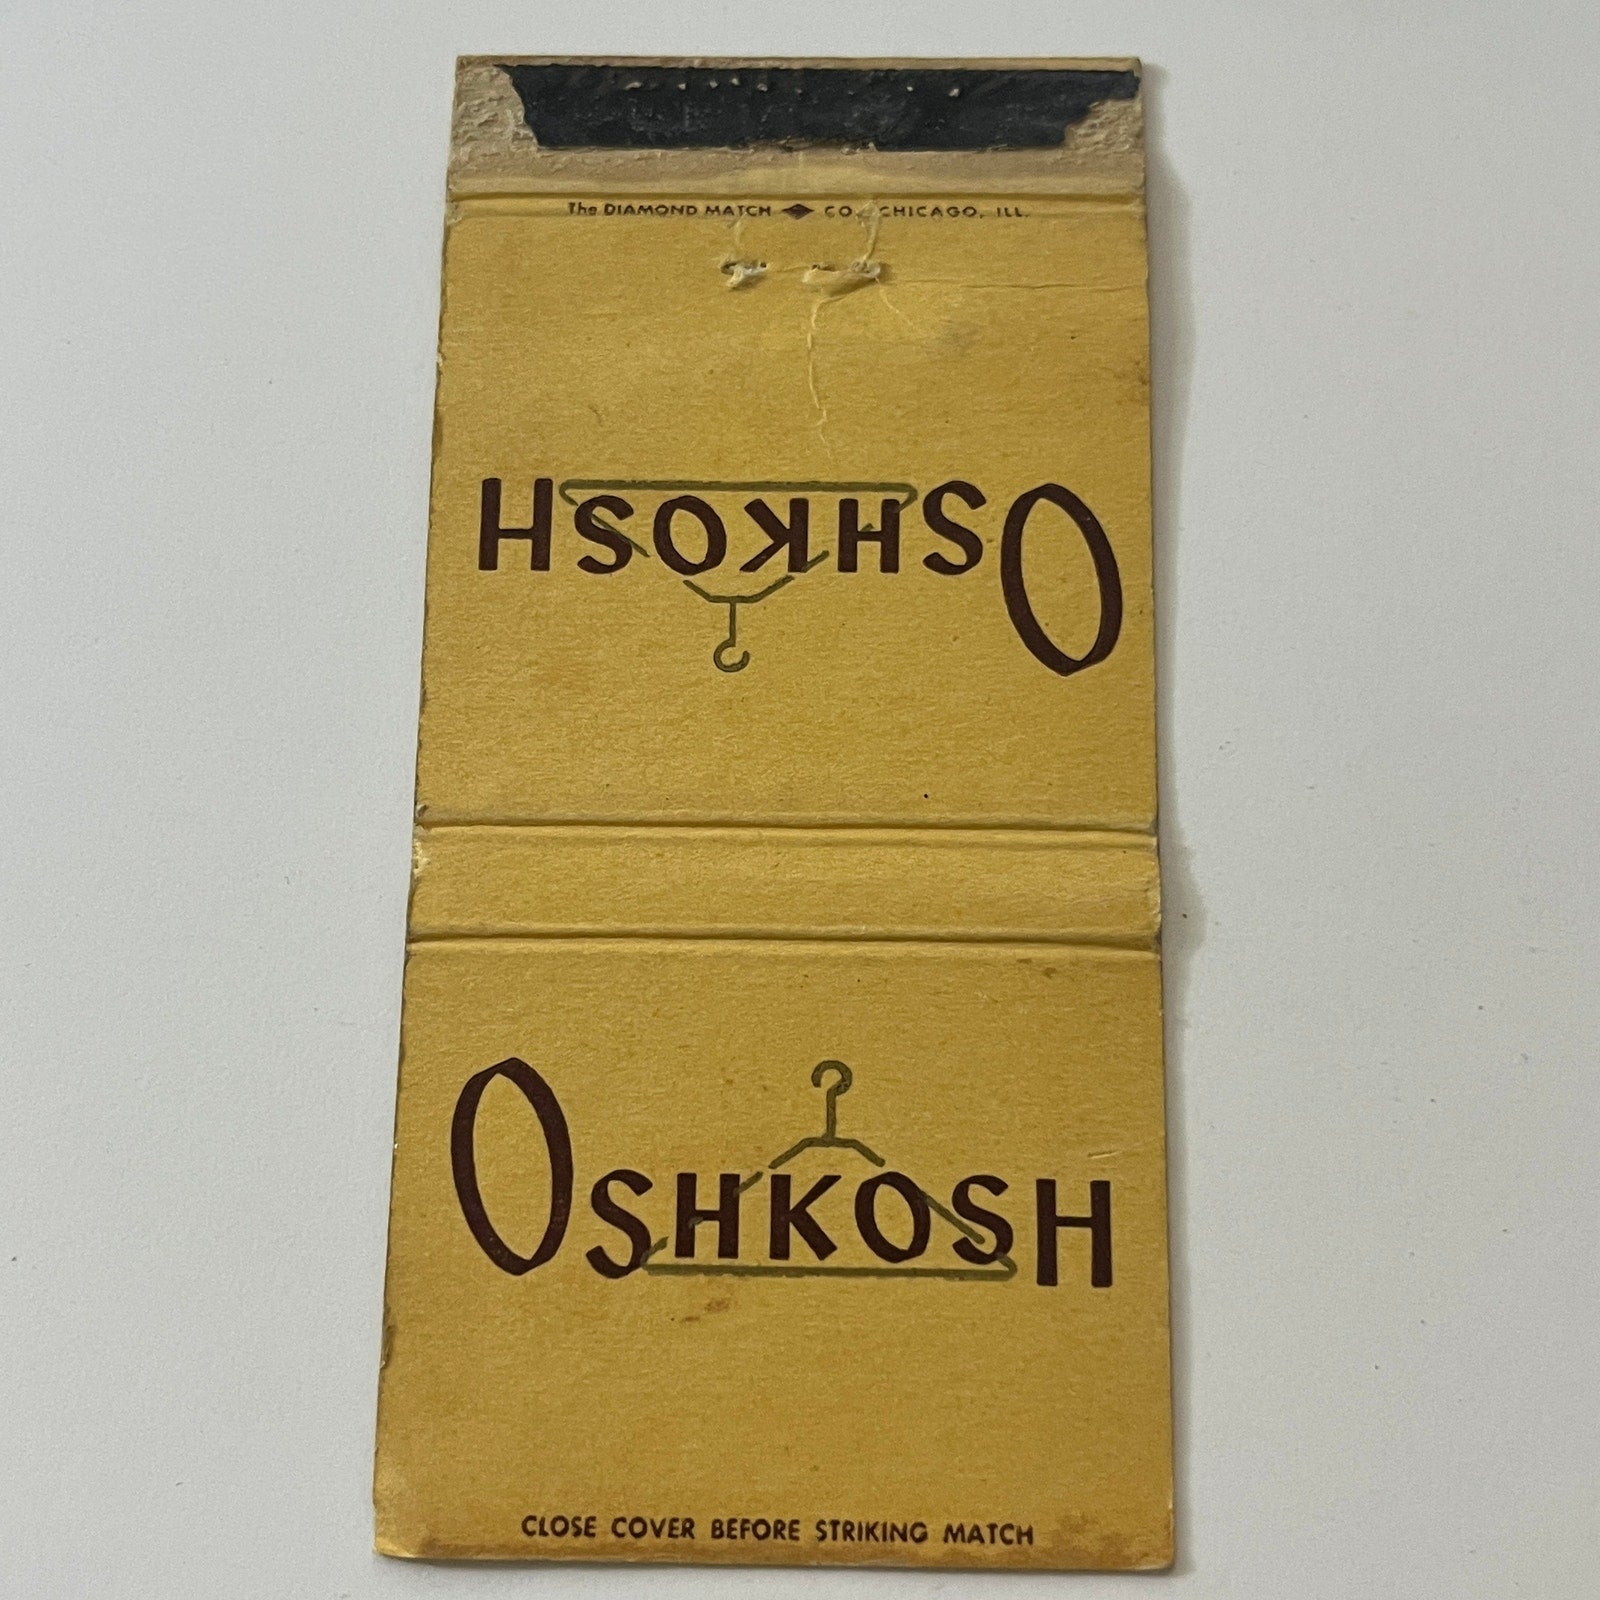 The DIAMOND MATCH CO. CHICAGO, ILL.
OSHKOSH
OSHKOSH
CLOSE COVER BEFORE STRIKING MATCH